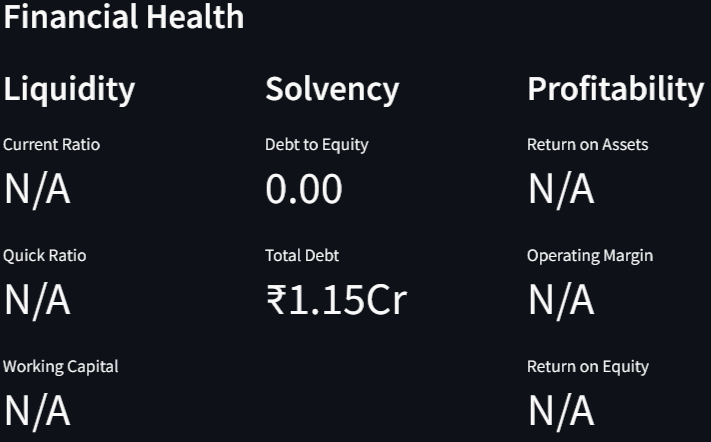 Financial Health
Liquidity
Current Ratio
N/A
Quick Ratio
N/A
Working Capital
N/A
Solvency
Debt to Equity
0.00
Total Debt
₹1.15Cr
Profitability
Return on Assets
N/A
Operating Margin
N/A
Return on Equity
N/A